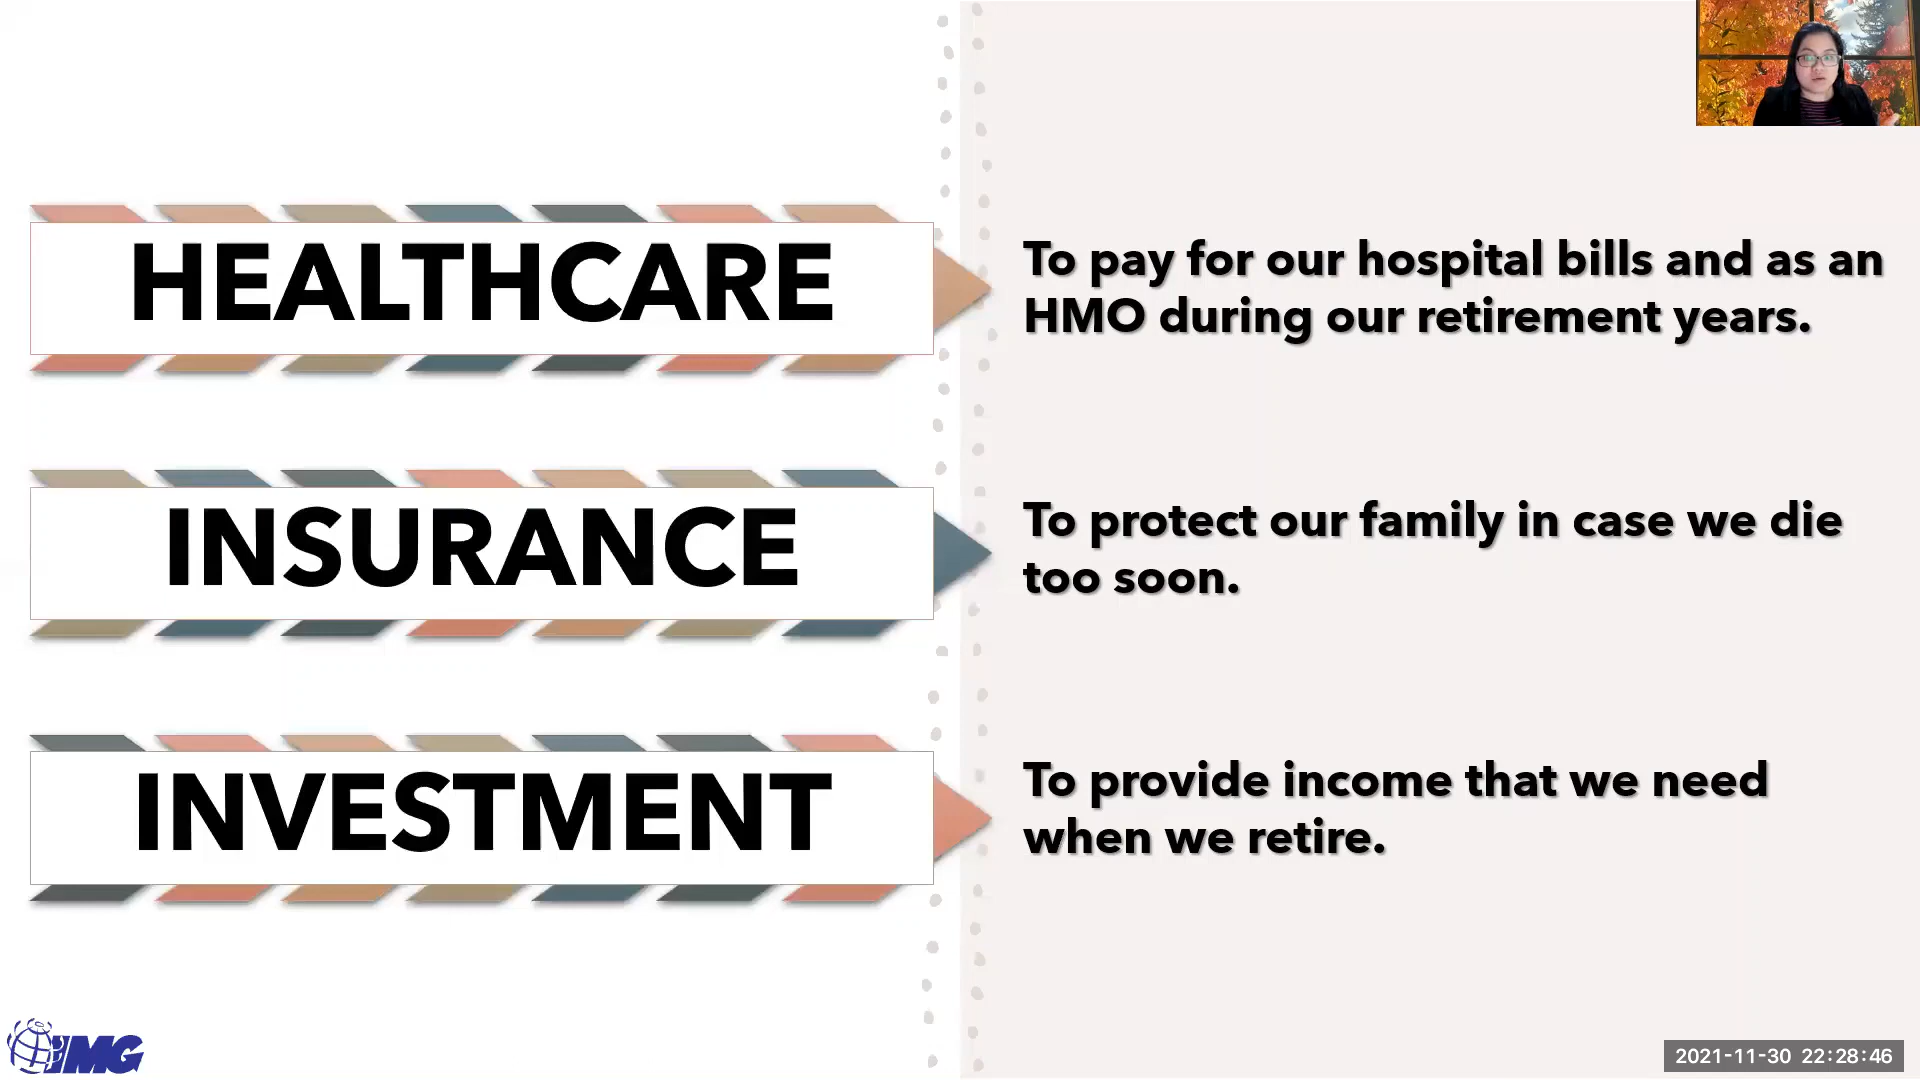 HEALTHCARE
To pay for our hospital bills and as an
HMO during our retirement years.
INSURANCE
To protect our family in case we die
too soon.
INVESTMENT
To provide income that we need
when we retire.
IMG
2021-11-30 22:28:46